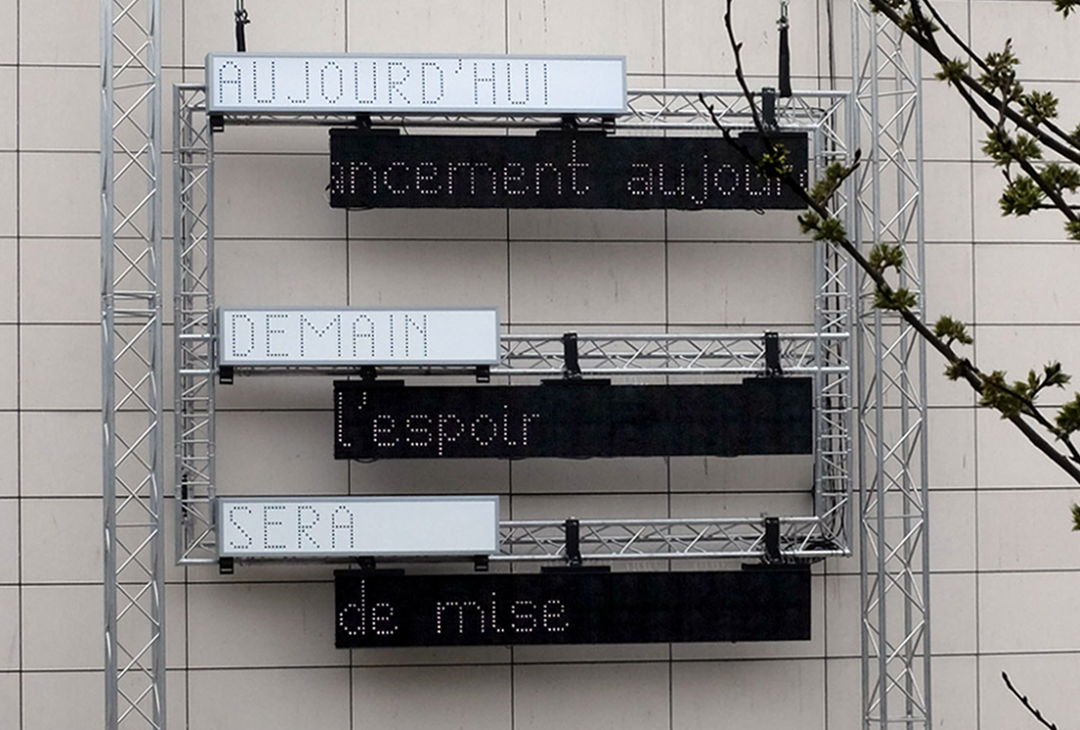 AUJOURD'HUI
ancement aujour
DEMAIN
l'espoir
SERA
de mise